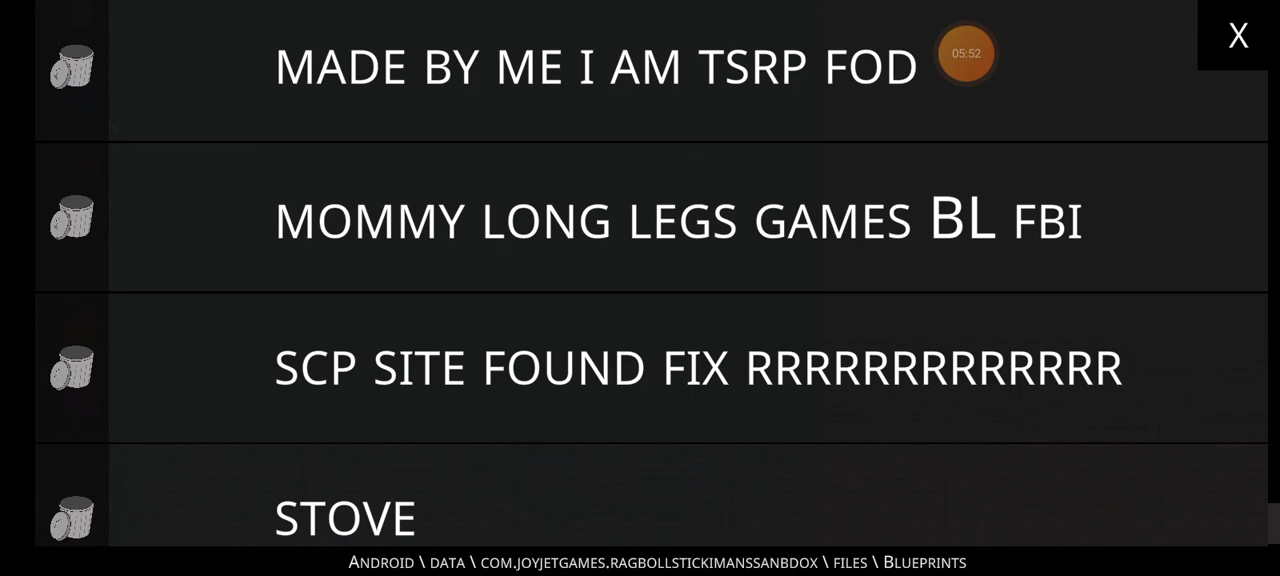 MADE BY ME I AM TSRP FOD
05:52
X
MOMMY LONG LEGS GAMES BL FBI
SCP SITE FOUND FIX RRRRRRRRRRRRR
STOVE
Android \ data \ com.joyjetgames.ragbollstickimanssanbdox \ files \ Blueprints